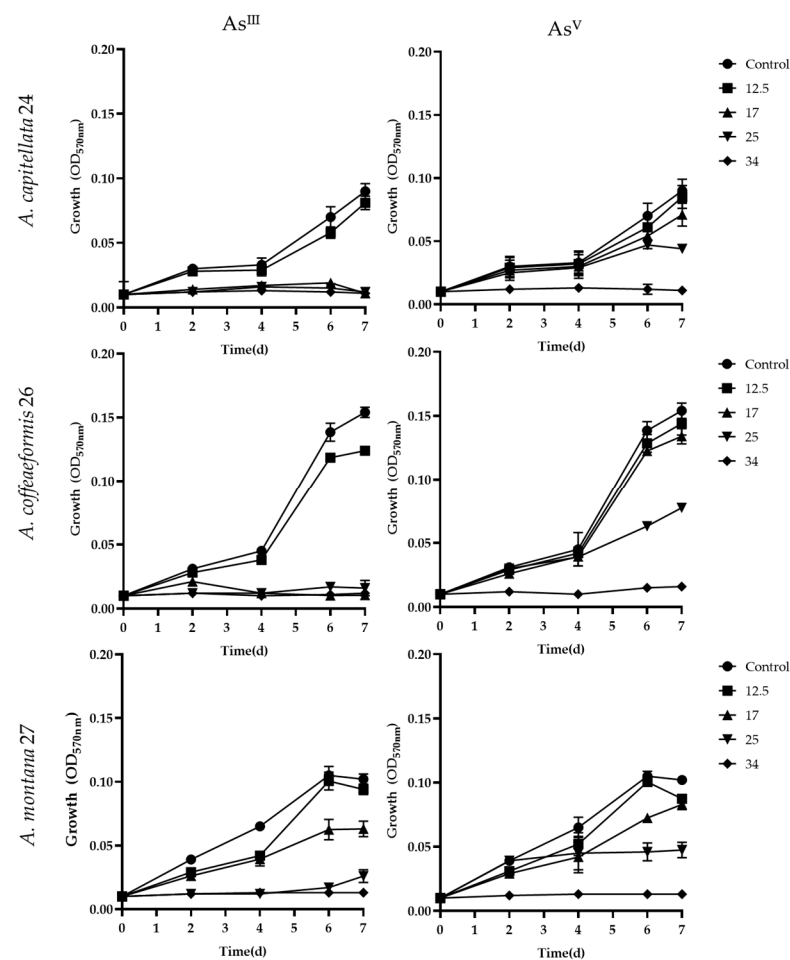 As^III
As^V
A. capitellata 24
Growth (OD570nm)
0.20
0.15
0.10
0.05
0.00
0 1 2 3 4 5 6 7
Time(d)
Growth (OD570nm)
0.20
0.15
0.10
0.05
0.00
0 1 2 3 4 5 6 7
Time(d)
Control
12.5
17
25
34
A. coffeaeformis 26
Growth (OD570nm)
0.20
0.15
0.10
0.05
0.00
0 1 2 3 4 5 6 7
Time(d)
Growth (OD570nm)
0.20
0.15
0.10
0.05
0.00
0 1 2 3 4 5 6 7
Time(d)
Control
12.5
17
25
34
A. montana 27
Growth (OD570nm)
0.20
0.15
0.10
0.05
0.00
0 1 2 3 4 5 6 7
Time(d)
Growth (OD570nm)
0.20
0.15
0.10
0.05
0.00
0 1 2 3 4 5 6 7
Time(d)
Control
12.5
17
25
34